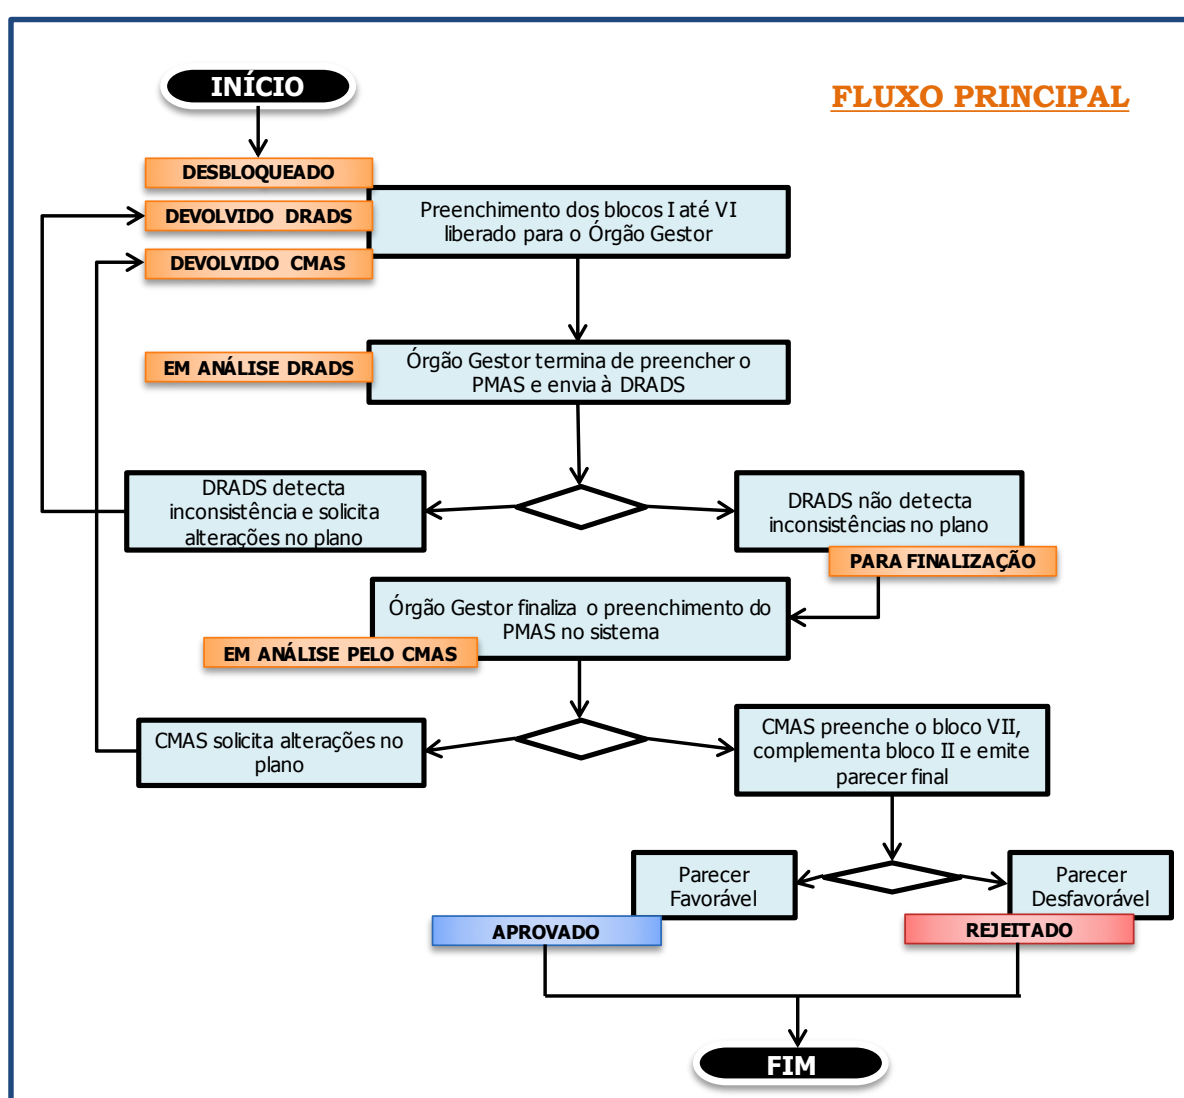 INÍCIO
FLUXO PRINCIPAL
DESBLOQUEADO
DEVOLVIDO DRADS
DEVOLVIDO CMAS
Preenchimento dos blocos I até VI
liberado para o Órgão Gestor
EM ANÁLISE DRADS
Órgão Gestor termina de preencher o
PMAS e envia à DRADS
DRADS detecta
inconsistência e solicita
alterações no plano
DRADS não detecta
inconsistências no plano
PARA FINALIZAÇÃO
Órgão Gestor finaliza o preenchimento do
PMAS no sistema
EM ANÁLISE PELO CMAS
CMAS solicita alterações no
plano
CMAS preenche o bloco VII,
complementa bloco II e emite
parecer final
Parecer
Favorável
APROVADO
Parecer
Desfavorável
REJEITADO
FIM